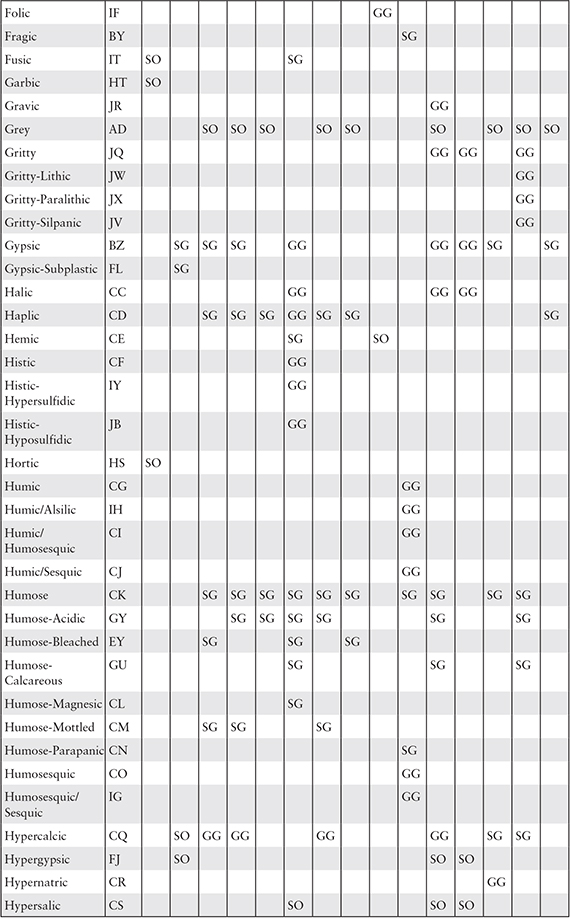 Folic IF GG
Fragic BY SG
Fusic IT SO SG
Garbic HT SO
Gravic JR GG
Grey AD SO SO SO SO SO SO SO SO SO
Gritty JQ GG GG GG
Gritty-Lithic JW GG
Gritty-Paralithic JX GG
Gritty-Silpanic JV GG
Gypsic BZ SG SG SG GG GG GG SG SG
Gypsic-Subplastic FL SG
Halic CC GG GG GG
Haplic CD SG SG SG GG SG SG SG
Hemic CE SG SO
Histic CF GG
Histic- IY GG
Hypersulfidic
Histic- JB GG
Hyposulfidic
Hortic HS SO
Humic CG GG
Humic/Alsilic IH GG
Humic/ CI GG
Humosesquic
Humic/Sesquic CJ GG
Humose CK SG SG SG SG SG SG SG SG SG SG
Humose-Acidic GY SG SG SG SG SG SG
Humose-Bleached EY SG SG SG
Humose- GU SG SG SG
Calcareous
Humose-Magnesic CL SG
Humose-Mottled CM SG SG SG
Humose-Parapanic CN SG
Humosesquic CO GG
Humosesquic/ IG GG
Sesquic
Hypercalcic CQ SO GG GG GG GG SG SG
Hypergypsic FJ SO SO SO
Hypernatric CR GG
Hypersalic CS SO SO SO